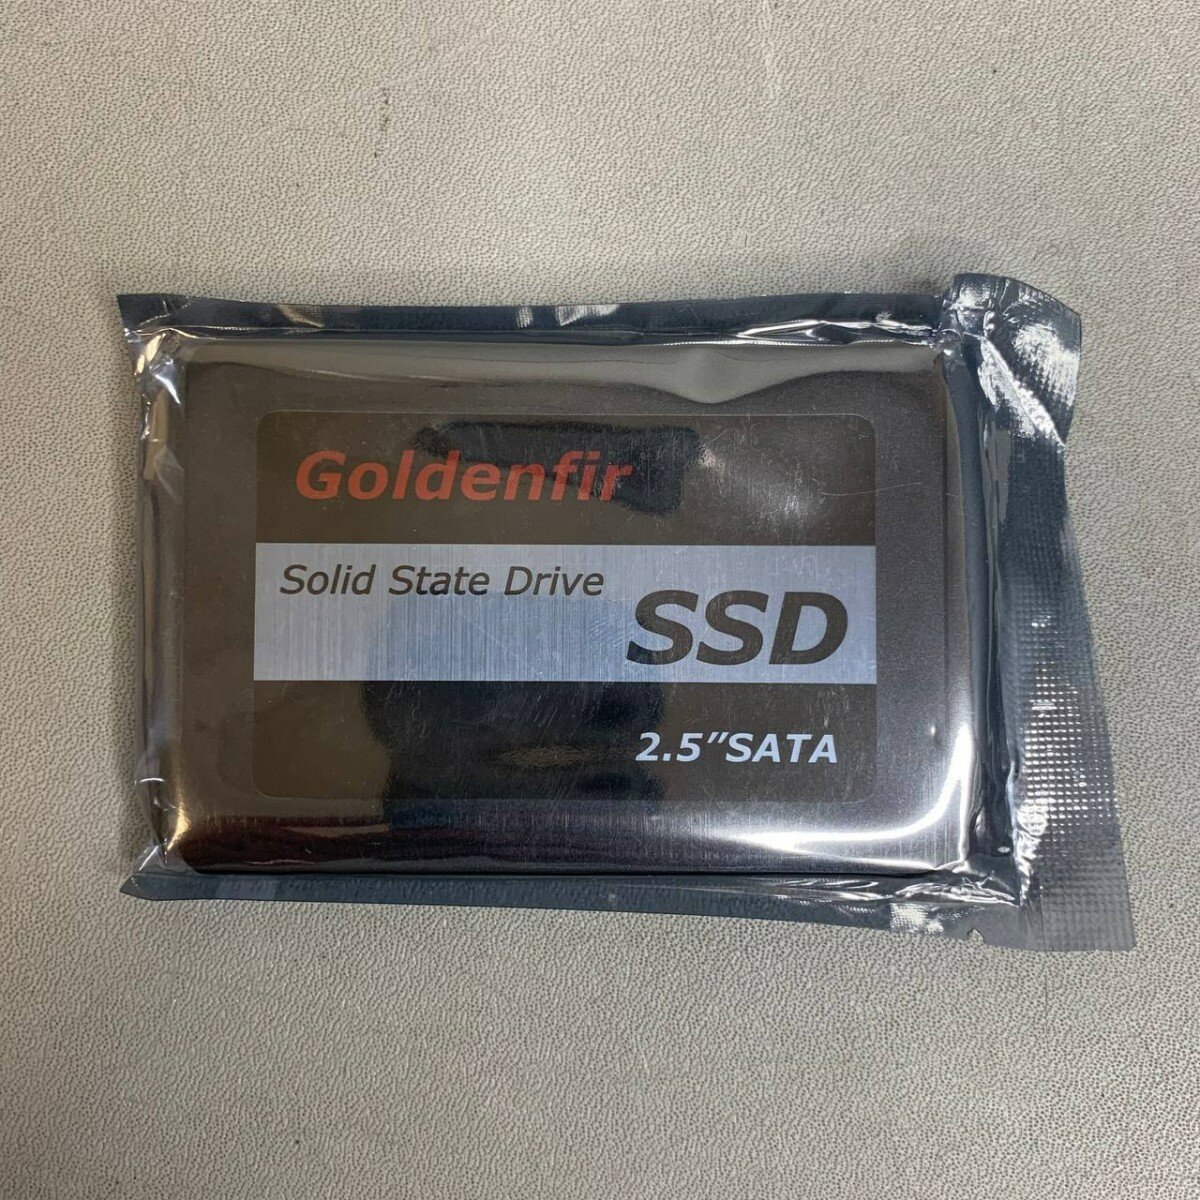 Goldenfir
Solid State Drive
SSD
2.5"SATA